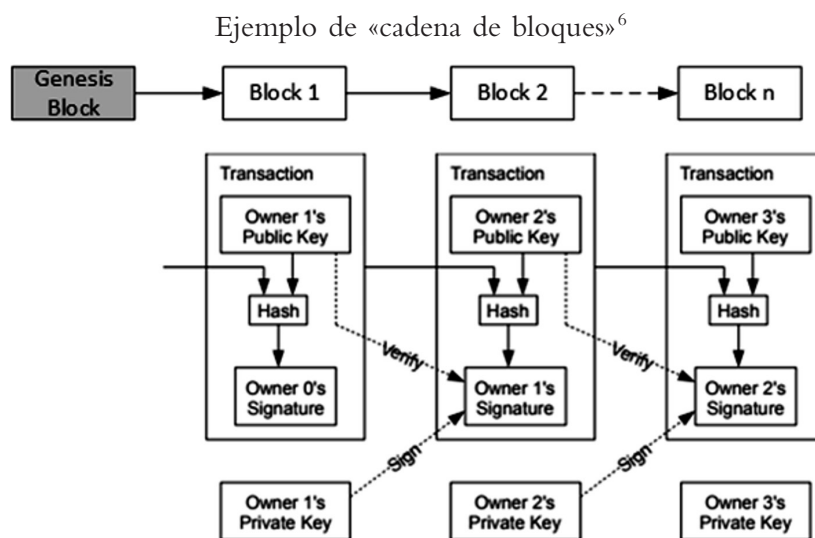 Ejemplo de «cadena de bloques»⁶
Genesis
Block
Block 1
Block 2
Block n
Transaction
Owner 1's
Public Key
Hash
Owner 0's
Signature
Transaction
Owner 2's
Public Key
Hash
Verify
Owner 1's
Signature
Sign
Transaction
Owner 3's
Public Key
Hash
Verify
Owner 2's
Signature
Sign
Owner 1's
Private Key
Owner 2's
Private Key
Owner 3's
Private Key